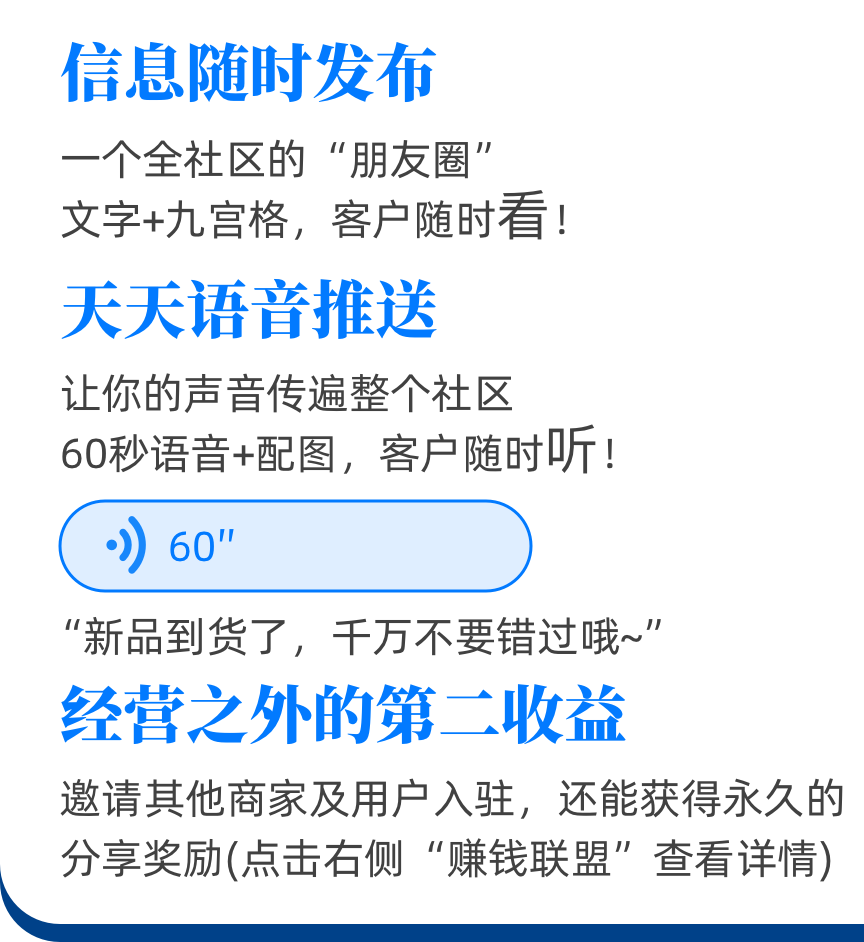 信息随时发布
一个全社区的“朋友圈”
文字+九宫格，客户随时看！
天天语音推送
让你的声音传遍整个社区
60秒语音+配图，客户随时听！
60″
“新品到货了，千万不要错过哦~”
经营之外的第二收益
邀请其他商家及用户入驻，还能获得永久的
分享奖励(点击右侧“赚钱联盟”查看详情)